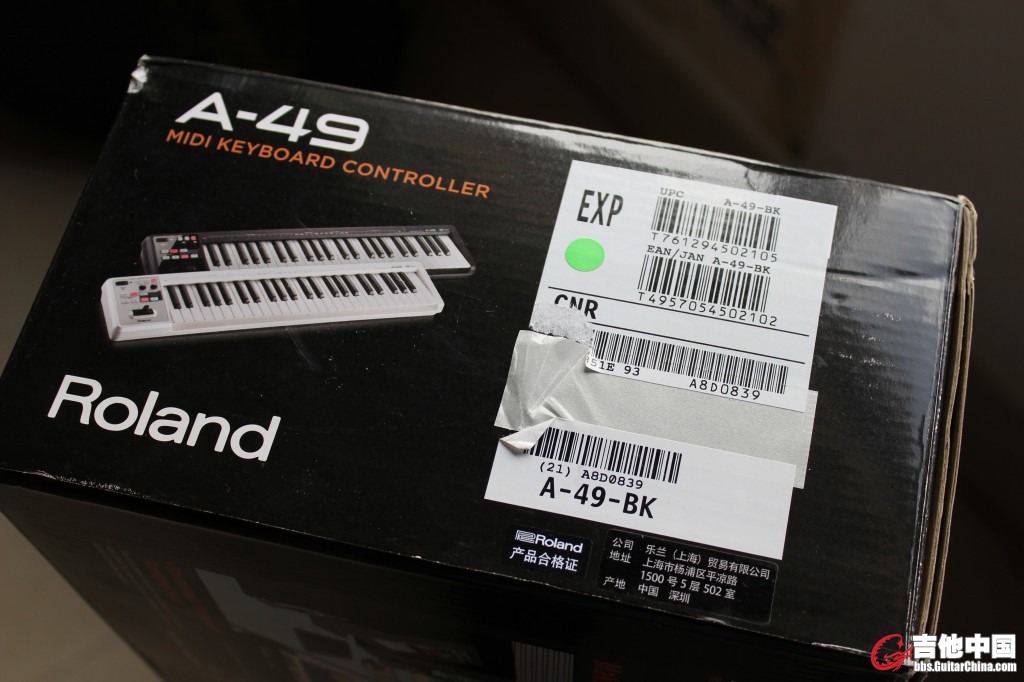 A-49
MIDI KEYBOARD CONTROLLER
Roland
EXP
UPC A-49-BK
T761294502105
EAN/JAN A-49-BK
T4957054502102
CNR
51E 93 A8D0839
(21) A8D0839
A-49-BK
Roland
产品合格证
公司 乐兰（上海）贸易有限公司
地址 上海市杨浦区平凉路
1500 号 5 层 502 室
产地 中国 深圳
吉他中国
bbs.GuitarChina.com